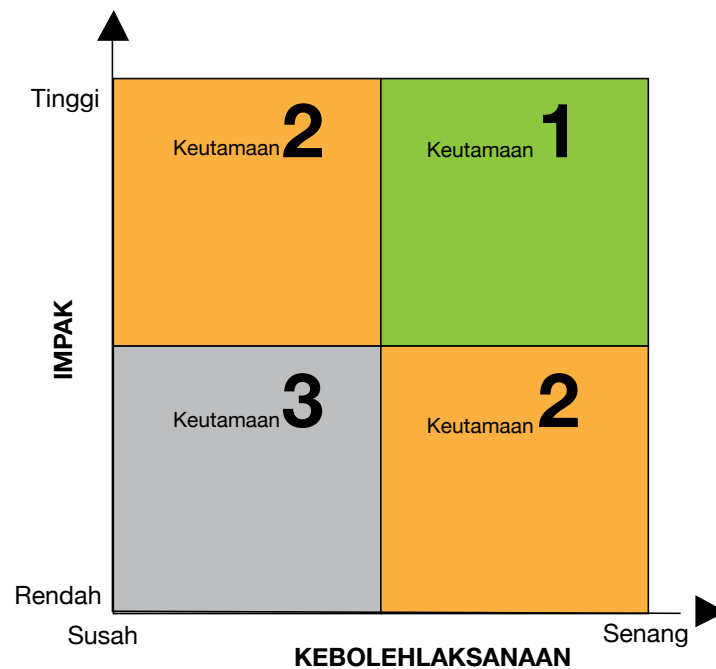 Tinggi
Keutamaan 2
Keutamaan 1
IMPAK
Keutamaan 3
Keutamaan 2
Rendah
Susah
Senang
KEBOLEHLAKSANAAN